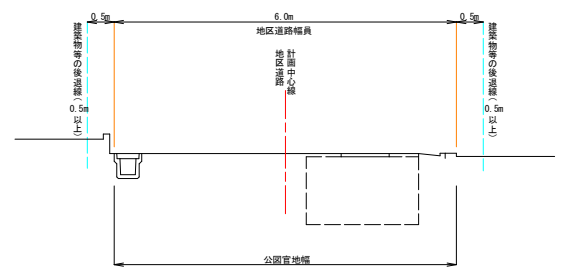 0.5m
6.0m
0.5m
地区道路幅員
建築物等の後退線(0.5m以上)
地区道路
計画中心線
建築物等の後退線(0.5m以上)
公図官地幅